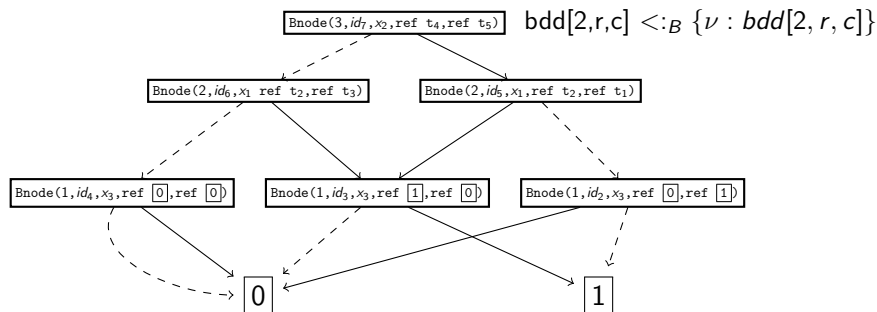 Bnode(3,id₇,x₂,ref t₄,ref t₅) bdd[2,r,c] <:_B {ν : bdd[2, r, c]}
Bnode(2,id₆,x₁ ref t₂,ref t₃) Bnode(2,id₅,x₁,ref t₂,ref t₁)
Bnode(1,id₄,x₃,ref 0,ref 0) Bnode(1,id₃,x₃,ref 1,ref 0) Bnode(1,id₂,x₃,ref 0,ref 1)
0 1